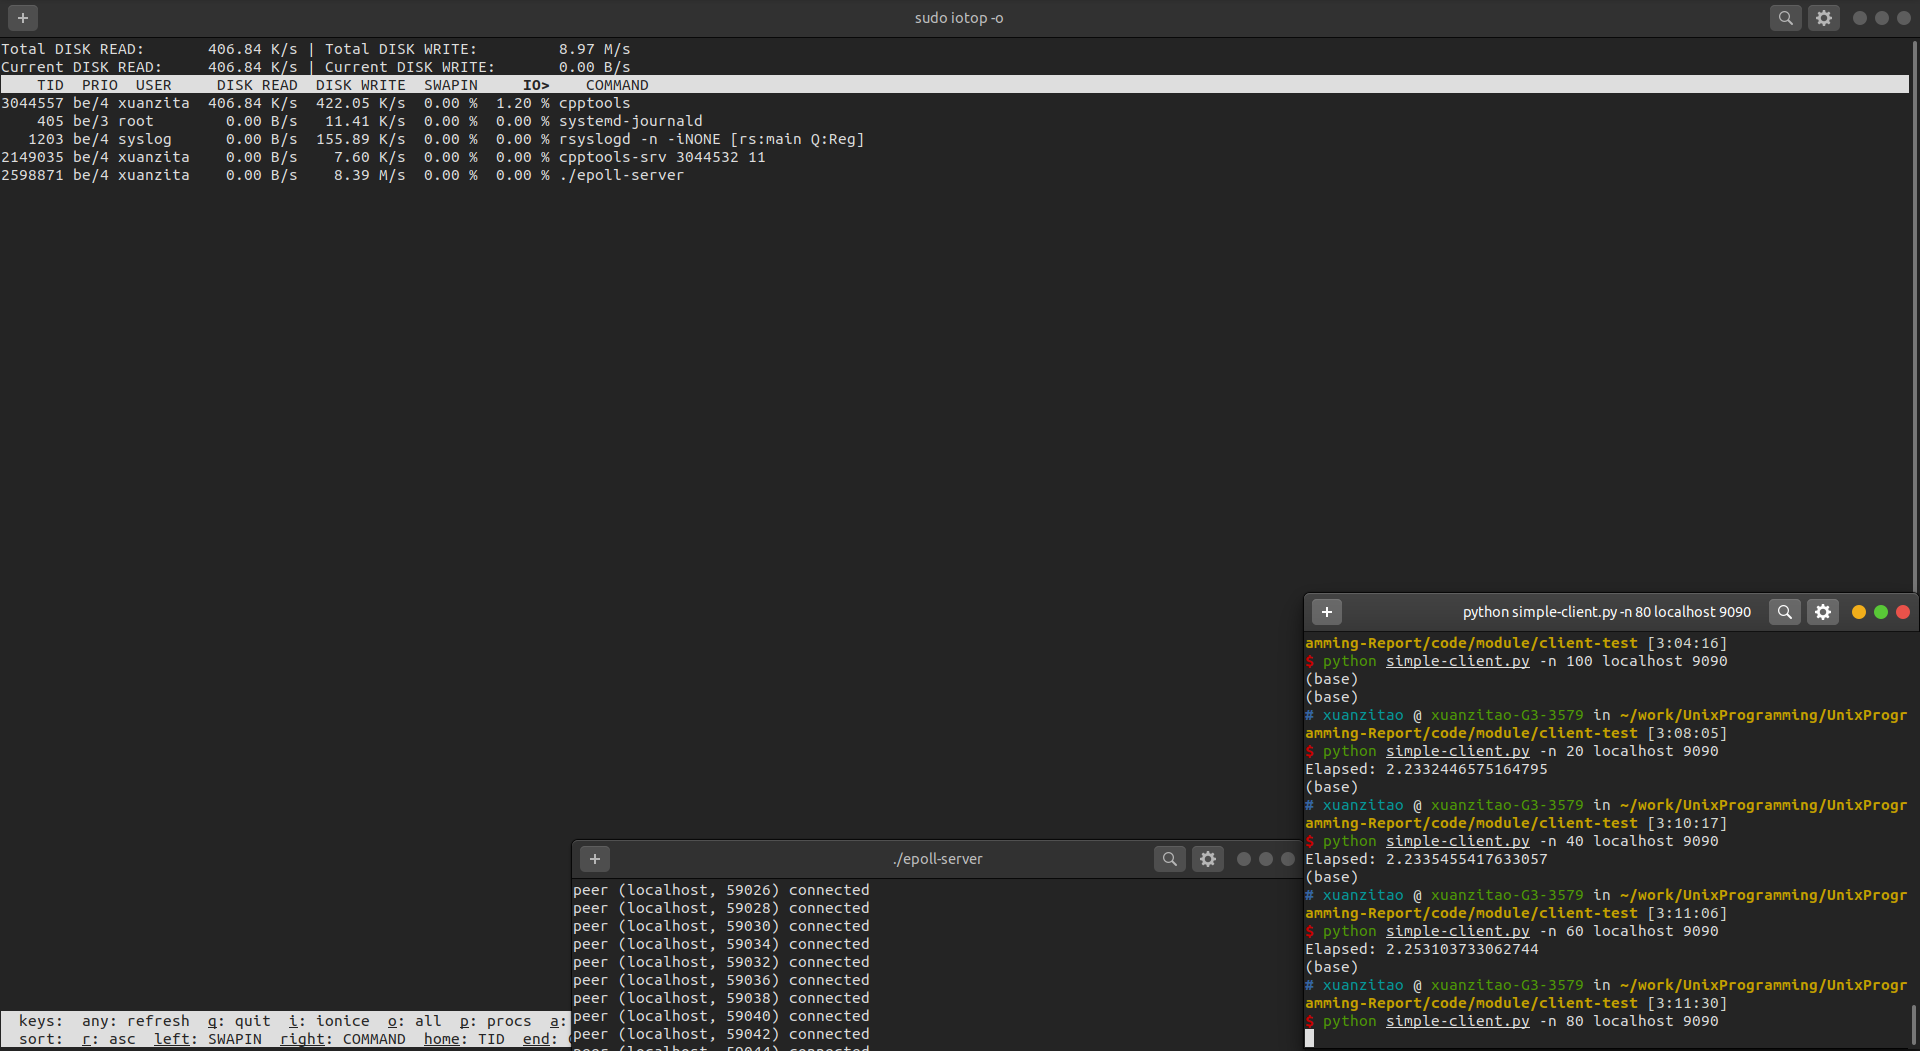 sudo iotop -o
Total DISK READ:       406.84 K/s | Total DISK WRITE:         8.97 M/s
Current DISK READ:     406.84 K/s | Current DISK WRITE:       0.00 B/s
    TID  PRIO  USER     DISK READ  DISK WRITE  SWAPIN     IO>    COMMAND
3044557 be/4 xuanzita  406.84 K/s  422.05 K/s  0.00 %  1.20 % cpptools
    405 be/3 root        0.00 B/s   11.41 K/s  0.00 %  0.00 % systemd-journald
   1203 be/4 syslog      0.00 B/s  155.89 K/s  0.00 %  0.00 % rsyslogd -n -iNONE [rs:main Q:Reg]
2149035 be/4 xuanzita    0.00 B/s    7.60 K/s  0.00 %  0.00 % cpptools-srv 3044532 11
2598871 be/4 xuanzita    0.00 B/s    8.39 M/s  0.00 %  0.00 % ./epoll-server
keys:  any: refresh  q: quit  i: ionice  o: all  p: procs  a:
sort:  r: asc  left: SWAPIN  right: COMMAND  home: TID  end:
./epoll-server
peer (localhost, 59026) connected
peer (localhost, 59028) connected
peer (localhost, 59030) connected
peer (localhost, 59034) connected
peer (localhost, 59032) connected
peer (localhost, 59036) connected
peer (localhost, 59038) connected
peer (localhost, 59040) connected
peer (localhost, 59042) connected
peer (localhost, 59044) connected
python simple-client.py -n 80 localhost 9090
amming-Report/code/module/client-test [3:04:16]
$ python simple-client.py -n 100 localhost 9090
(base)
(base)
# xuanzitao @ xuanzitao-G3-3579 in ~/work/UnixProgramming/UnixProgr
amming-Report/code/module/client-test [3:08:05]
$ python simple-client.py -n 20 localhost 9090
Elapsed: 2.2332446575164795
(base)
# xuanzitao @ xuanzitao-G3-3579 in ~/work/UnixProgramming/UnixProgr
amming-Report/code/module/client-test [3:10:17]
$ python simple-client.py -n 40 localhost 9090
Elapsed: 2.2335455417633057
(base)
# xuanzitao @ xuanzitao-G3-3579 in ~/work/UnixProgramming/UnixProgr
amming-Report/code/module/client-test [3:11:06]
$ python simple-client.py -n 60 localhost 9090
Elapsed: 2.253103733062744
(base)
# xuanzitao @ xuanzitao-G3-3579 in ~/work/UnixProgramming/UnixProgr
amming-Report/code/module/client-test [3:11:30]
$ python simple-client.py -n 80 localhost 9090